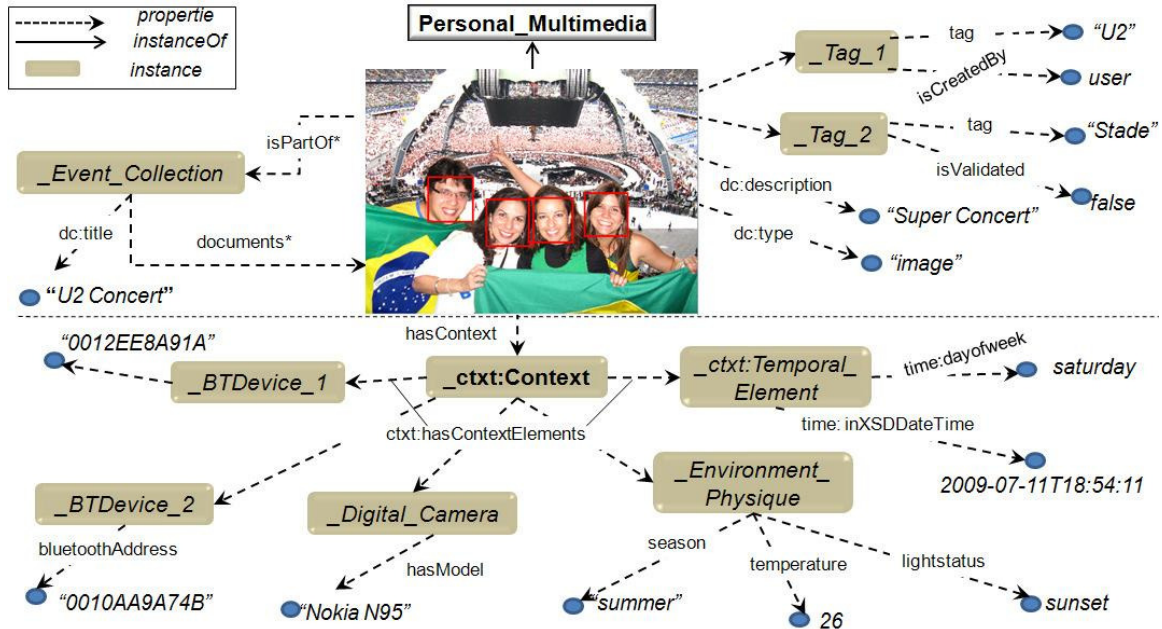 propertie
instanceOf
instance
Personal_Multimedia
_Tag_1
tag
“U2”
isCreatedBy
user
_Tag_2
tag
“Stade”
isValidated
false
isPartOf*
_Event_Collection
dc:title
documents*
“U2 Concert”
dc:description
“Super Concert”
dc:type
“image”
hasContext
“0012EE8A91A”
_BTDevice_1
_ctxt:Context
_ctxt:Temporal_
Element
time:dayofweek
saturday
ctxt:hasContextElements
time: inXSDDateTime
2009-07-11T18:54:11
_BTDevice_2
_Digital_Camera
_Environment_
Physique
bluetoothAddress
hasModel
season
temperature
lightstatus
“0010AA9A74B”
“Nokia N95”
“summer”
26
sunset